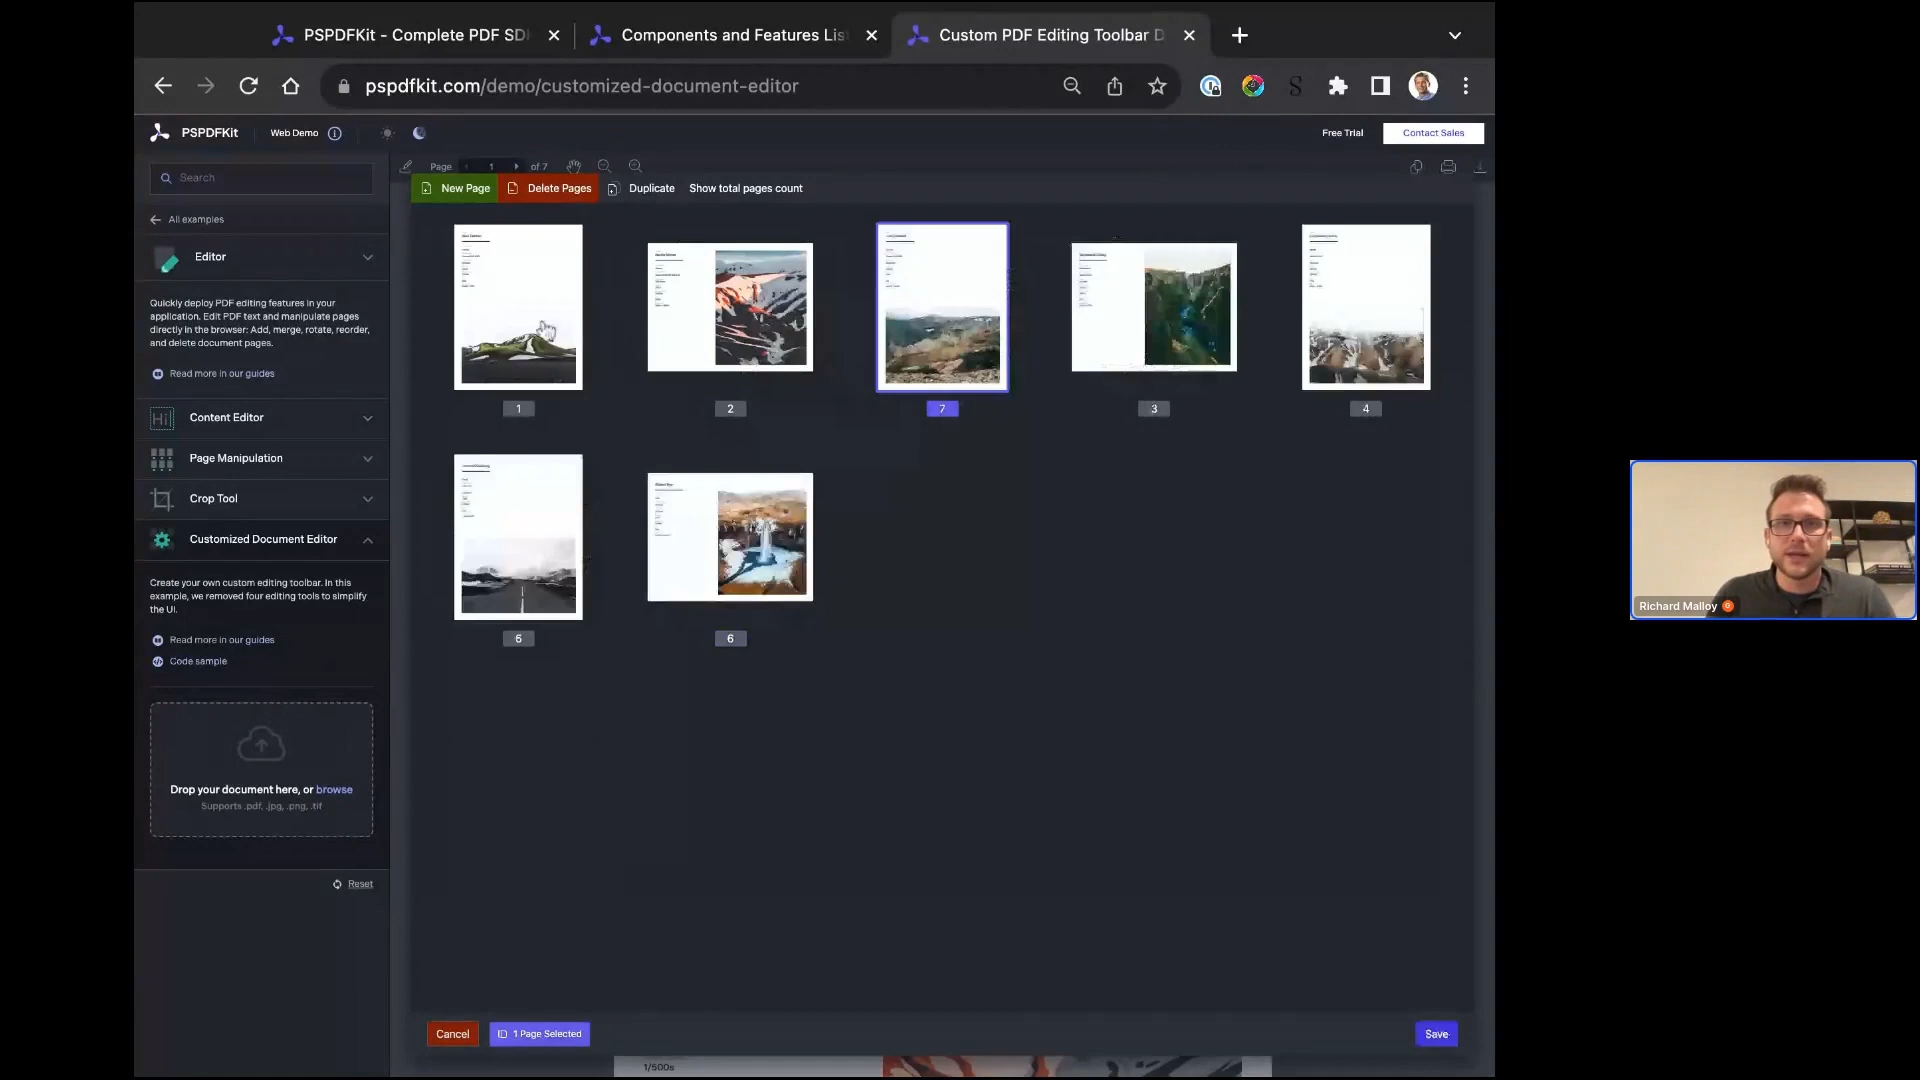 PSPDFKit - Complete PDF SD
Components and Features Lis
Custom PDF Editing Toolbar D
pspdfkit.com/demo/customized-document-editor
PSPDFKit
Web Demo
Free Trial
Contact Sales
Search
Page
1
of 7
New Page
Delete Pages
Duplicate
Show total pages count
All examples
Editor
Quickly deploy PDF editing features in your
application. Edit PDF text and manipulate pages
directly in the browser: Add, merge, rotate, reorder,
and delete document pages.
Read more in our guides
Content Editor
Page Manipulation
Crop Tool
Customized Document Editor
Create your own custom editing toolbar. In this
example, we removed four editing tools to simplify
the UI.
Read more in our guides
Code sample
Drop your document here, or browse
Supports .pdf, .jpg, .png, .tif
Reset
1
2
7
3
4
6
6
Cancel
1 Page Selected
Save
1/500s
Richard Malloy